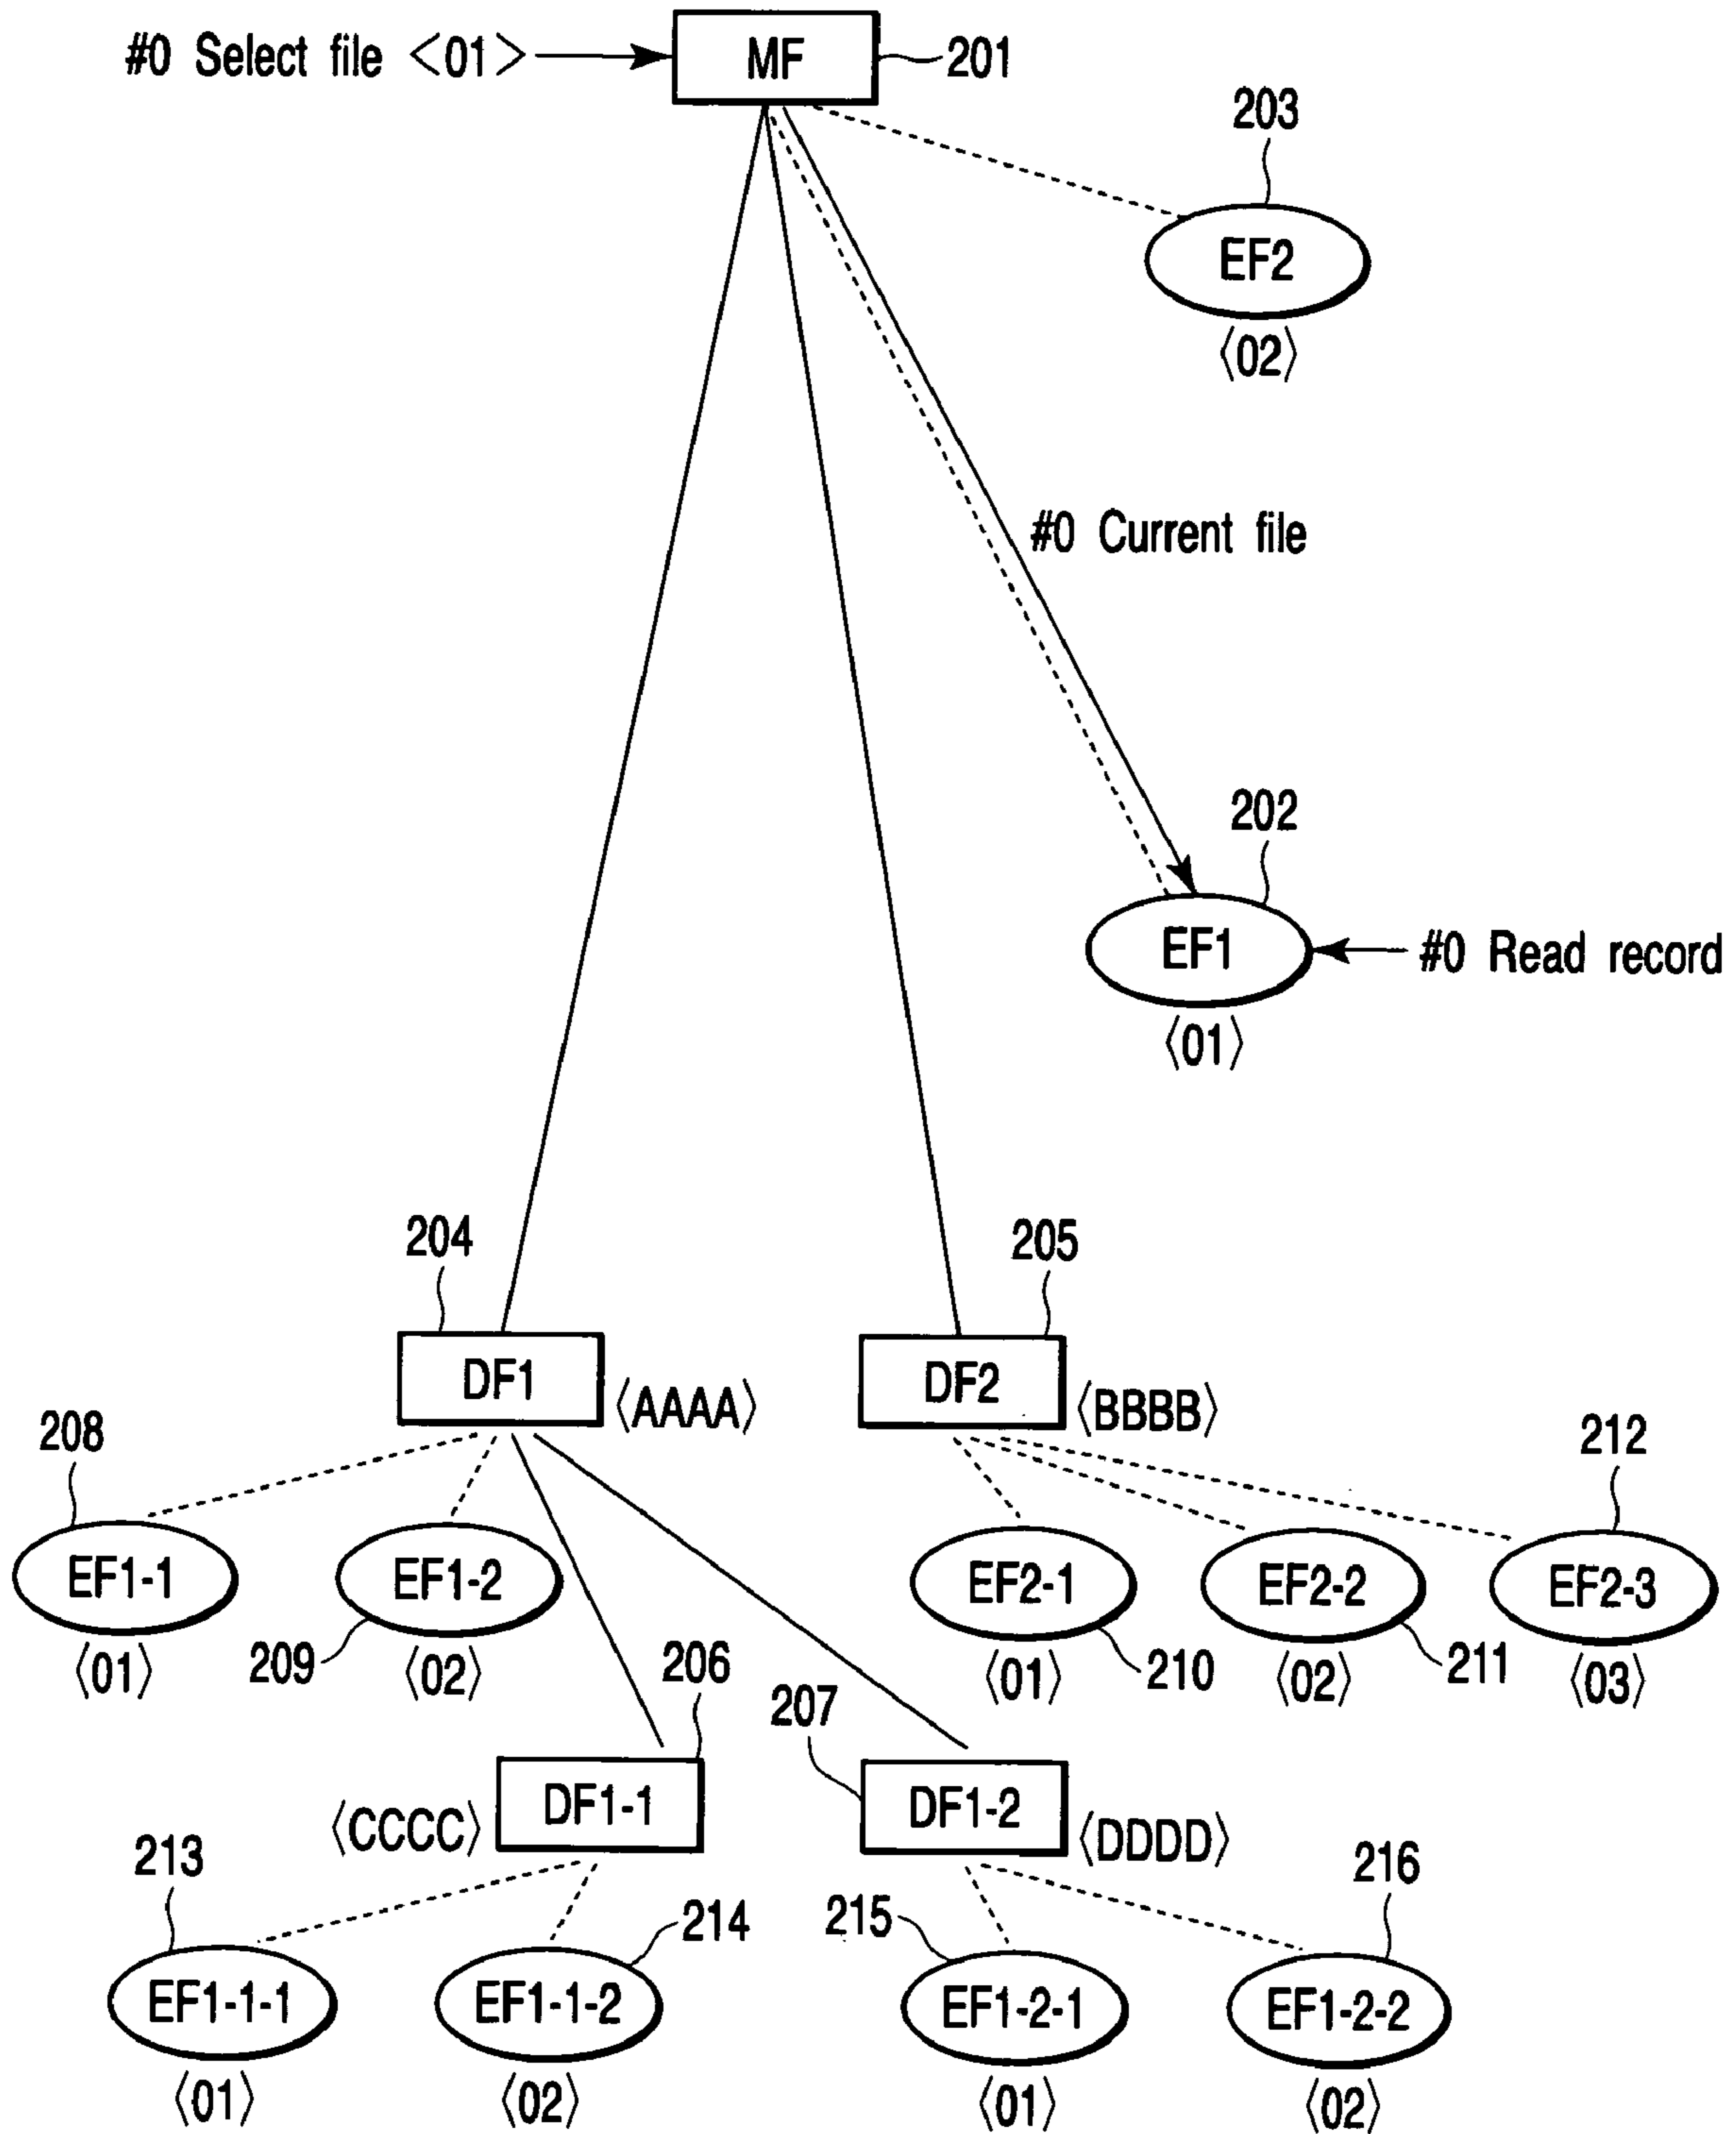 #0 Select file <01>
MF
201
203
EF2
〈02〉
#0 Current file
202
EF1
#0 Read record
〈01〉
204
205
DF1
〈AAAA〉
DF2
〈BBBB〉
208
212
EF1-1
EF1-2
EF2-1
EF2-2
EF2-3
〈01〉
209
〈02〉
206
〈01〉
210
〈02〉
211
〈03〉
207
DF1-1
〈CCCC〉
DF1-2
〈DDDD〉
213
214
215
216
EF1-1-1
EF1-1-2
EF1-2-1
EF1-2-2
〈01〉
〈02〉
〈01〉
〈02〉